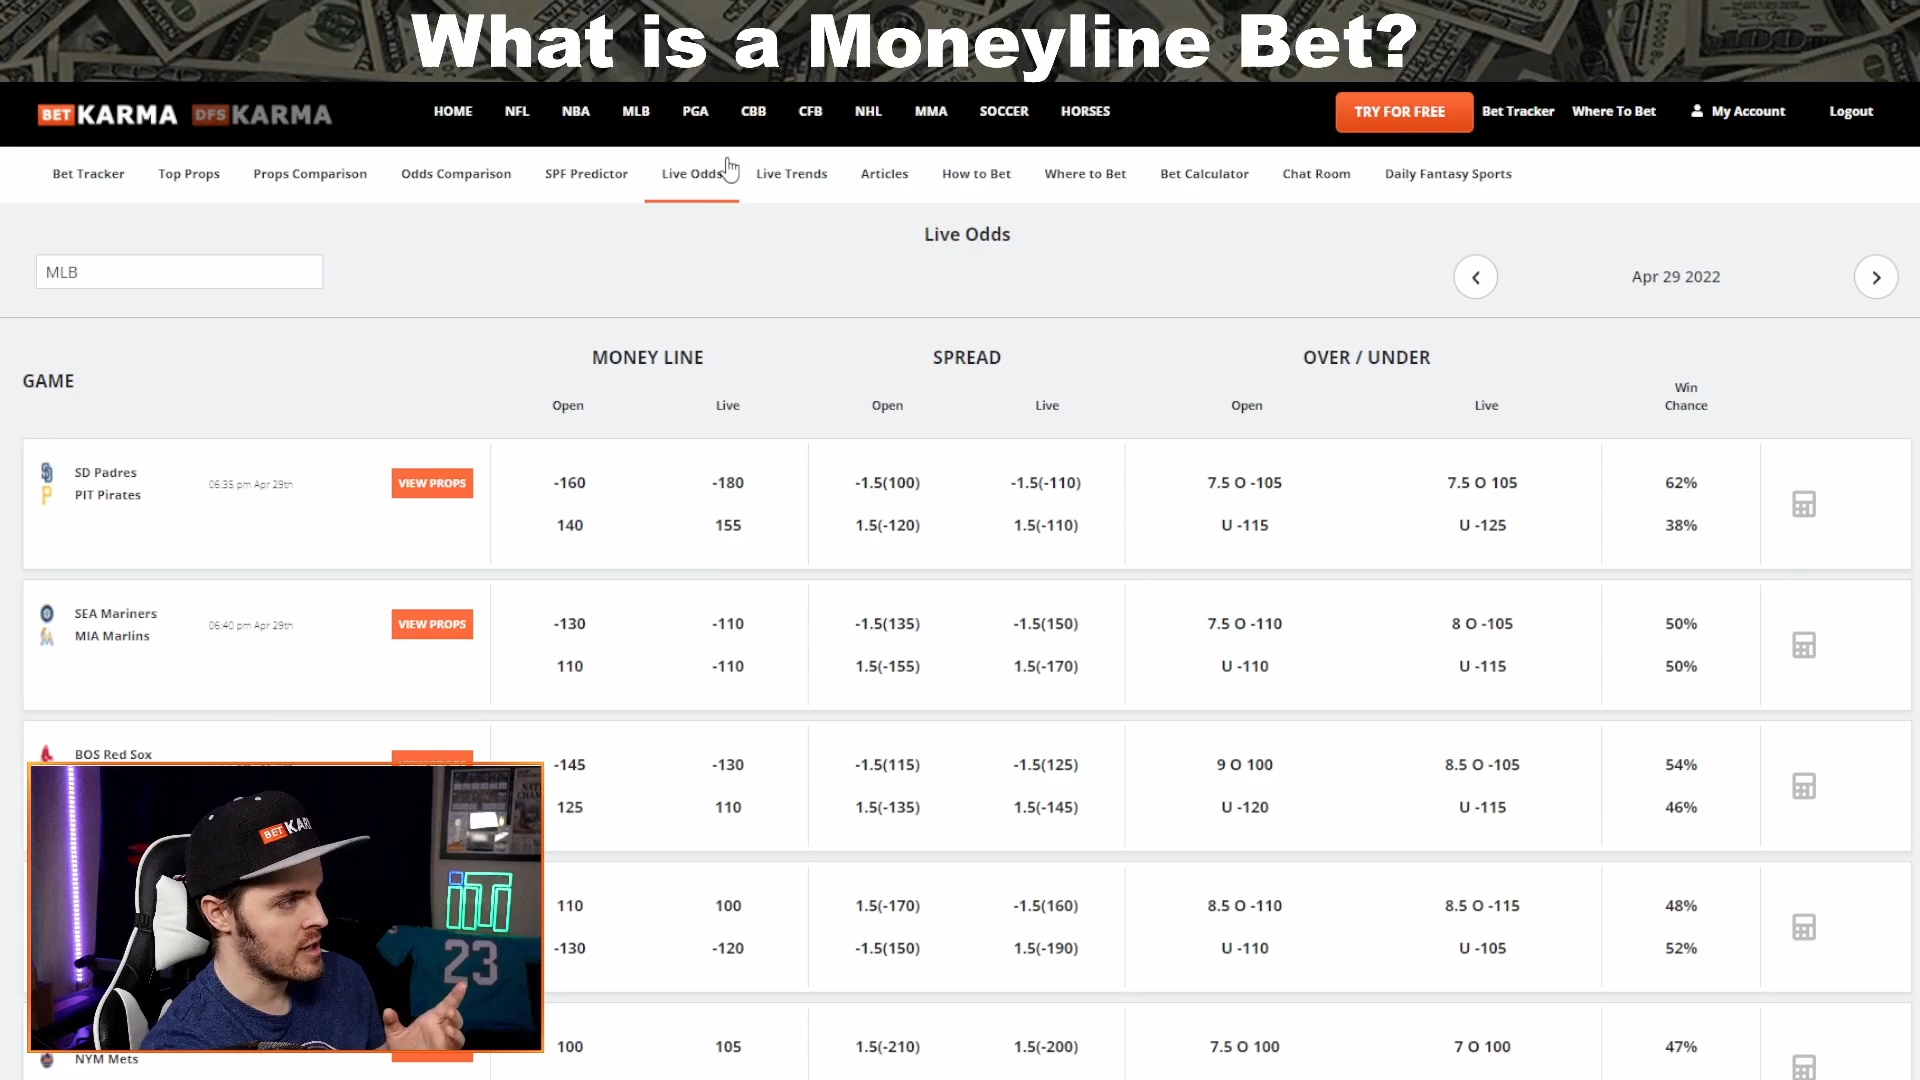 What is a Moneyline Bet?
BET KARMA DFS KARMA HOME NFL NBA MLB PGA CBB CFB NHL MMA SOCCER HORSES TRY FOR FREE Bet Tracker Where To Bet My Account Logout
Bet Tracker Top Props Props Comparison Odds Comparison SPF Predictor Live Odds Live Trends Articles How to Bet Where to Bet Bet Calculator Chat Room Daily Fantasy Sports
Live Odds
MLB Apr 29 2022
MONEY LINE SPREAD OVER / UNDER
GAME Win
Open Live Open Live Open Live Chance
SD Padres 06:35 pm Apr 29th VIEW PROPS -160 -180 -1.5(100) -1.5(-110) 7.5 O -105 7.5 O 105 62%
PIT Pirates 140 155 1.5(-120) 1.5(-110) U -115 U -125 38%
SEA Mariners 06:40 pm Apr 29th VIEW PROPS -130 -110 -1.5(135) -1.5(150) 7.5 O -110 8 O -105 50%
MIA Marlins 110 -110 1.5(-155) 1.5(-170) U -110 U -115 50%
BOS Red Sox -145 -130 -1.5(115) -1.5(125) 9 O 100 8.5 O -105 54%
125 110 1.5(-135) 1.5(-145) U -120 U -115 46%
BET KAR
110 100 1.5(-170) -1.5(160) 8.5 O -110 8.5 O -115 48%
iT
-130 -120 -1.5(150) 1.5(-190) U -110 U -105 52%
23
100 105 1.5(-210) 1.5(-200) 7.5 O 100 7 O 100 47%
NYM Mets